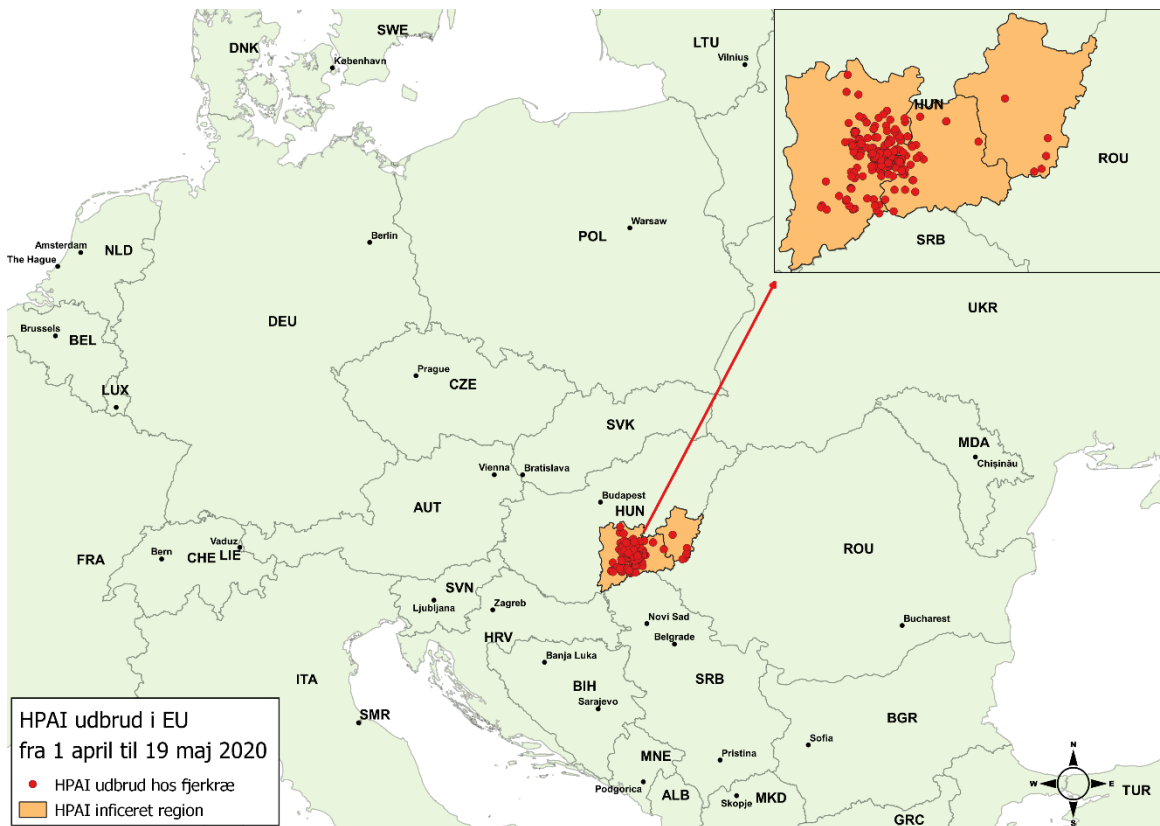 SWE
DNK
København
LTU
Vilnius
HUN
ROU
SRB
Amsterdam
NLD
The Hague
Berlin
Warsaw
POL
UKR
DEU
Brussels
BEL
LUX
Prague
CZE
SVK
MDA
Chișinău
Vienna
Bratislava
AUT
Budapest
HUN
FRA
Bern
CHE
Vaduz
LIE
ROU
SVN
Ljubljana
Zagreb
HRV
Novi Sad
Belgrade
Bucharest
Banja Luka
ITA
BIH
Sarajevo
SRB
SMR
BGR
Sofia
MNE
Pristina
Podgorica
ALB
Skopje
MKD
GRC
TUR
N
W
E
S
HPAI udbrud i EU
fra 1 april til 19 maj 2020
HPAI udbrud hos fjerkræ
HPAI inficeret region